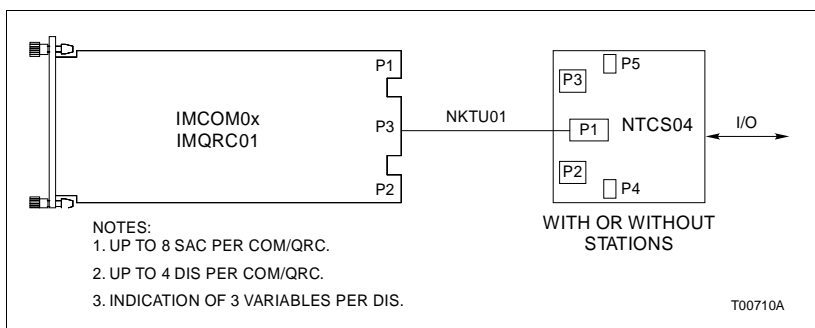 P1
P3
P2
IMCOM0x
IMQRC01
NKTU01
P5
P3
P1
NTCS04
I/O
P2
P4
WITH OR WITHOUT
STATIONS
NOTES:
1. UP TO 8 SAC PER COM/QRC.
2. UP TO 4 DIS PER COM/QRC.
3. INDICATION OF 3 VARIABLES PER DIS.
T00710A